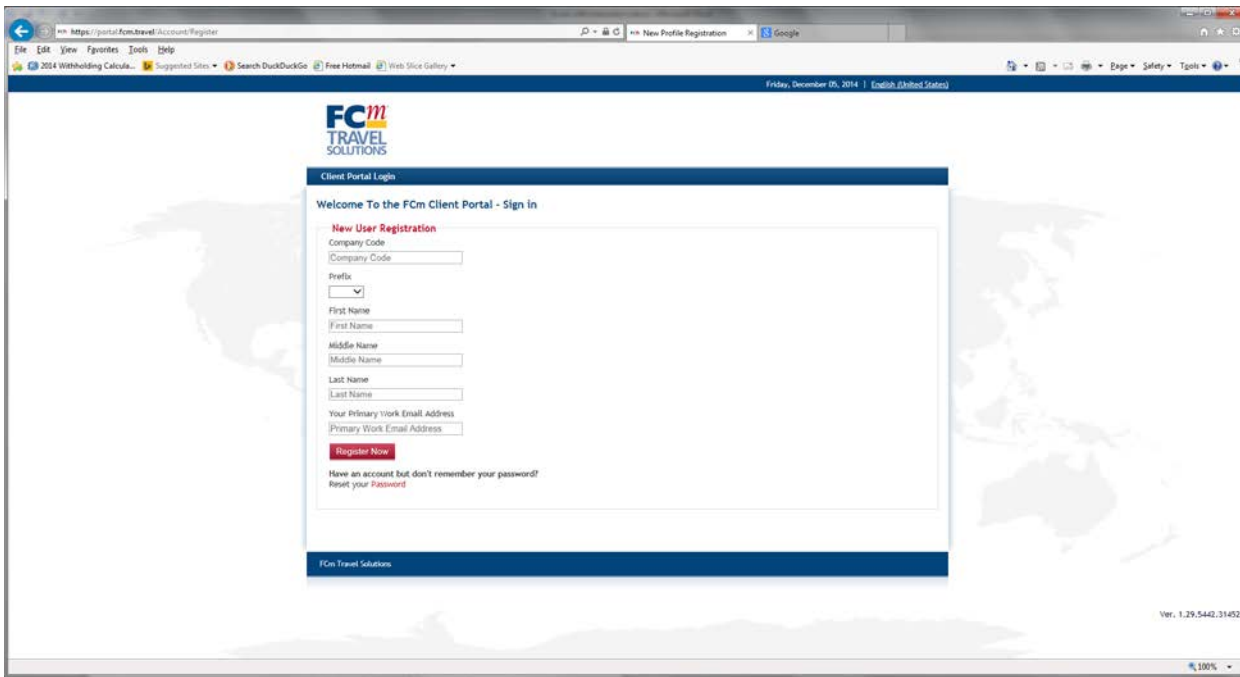 https://portal.fcm.travel/Account/Register
New Profile Registration
Google
File Edit View Favorites Tools Help
2014 Withholding Calcula... Suggested Sites Search DuckDuckGo Free Hotmail Web Slice Gallery
Page Safety Tools
Friday, December 05, 2014 | English (United States)
FCm
TRAVEL
SOLUTIONS
Client Portal Login
Welcome To the FCm Client Portal - Sign in
New User Registration
Company Code
Company Code
Prefix
First Name
First Name
Middle Name
Middle Name
Last Name
Last Name
Your Primary Work Email Address
Primary Work Email Address
Register Now
Have an account but don't remember your password?
Reset your Password
FCm Travel Solutions
Ver. 1.29.5442.31452
100%